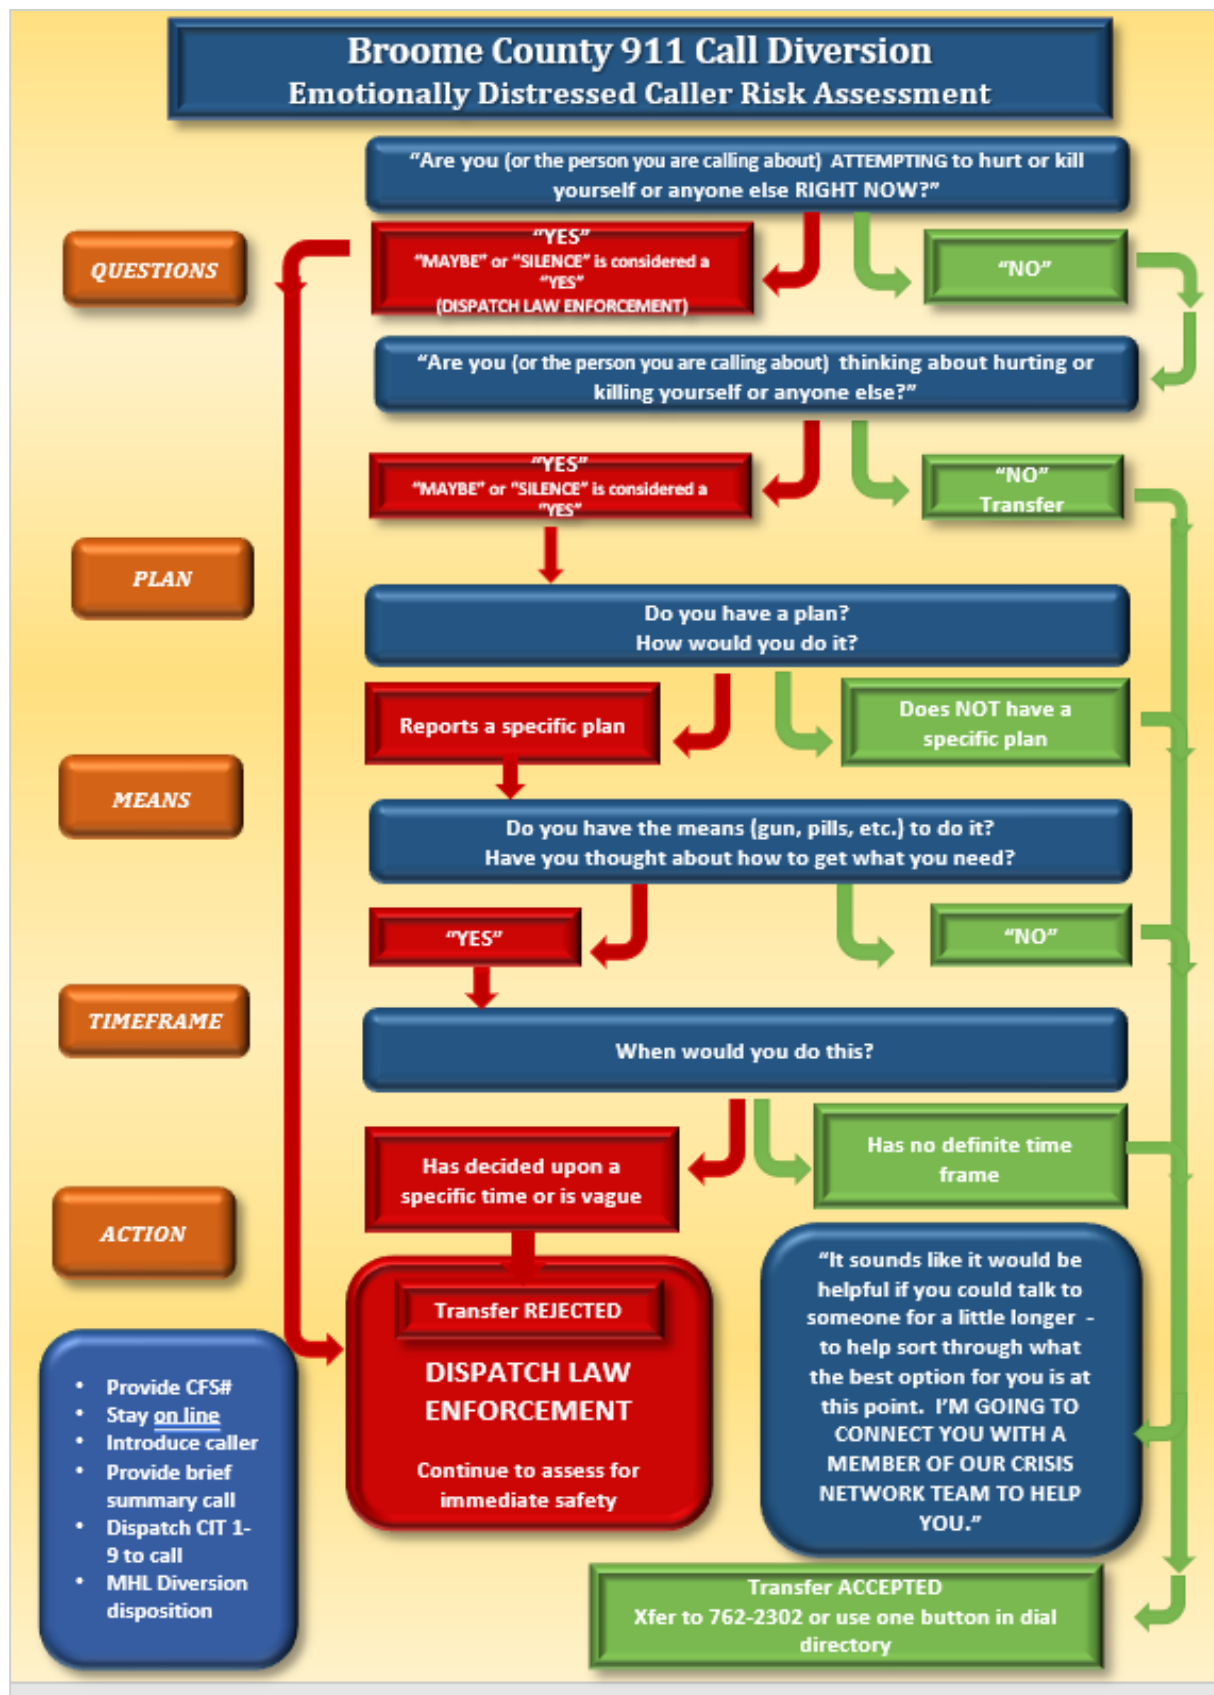 Broome County 911 Call Diversion
Emotionally Distressed Caller Risk Assessment
“Are you (or the person you are calling about) ATTEMPTING to hurt or kill
yourself or anyone else RIGHT NOW?”
QUESTIONS
“YES”
“MAYBE” or “SILENCE” is considered a
“YES”
(DISPATCH LAW ENFORCEMENT)
“NO”
“Are you (or the person you are calling about) thinking about hurting or
killing yourself or anyone else?”
“YES”
“MAYBE” or “SILENCE” is considered a
“YES”
“NO”
Transfer
PLAN
Do you have a plan?
How would you do it?
Reports a specific plan
Does NOT have a
specific plan
MEANS
Do you have the means (gun, pills, etc.) to do it?
Have you thought about how to get what you need?
“YES”
“NO”
TIMEFRAME
When would you do this?
Has decided upon a
specific time or is vague
Has no definite time
frame
ACTION
Transfer REJECTED
DISPATCH LAW
ENFORCEMENT
Continue to assess for
immediate safety
“It sounds like it would be
helpful if you could talk to
someone for a little longer -
to help sort through what
the best option for you is at
this point. I’M GOING TO
CONNECT YOU WITH A
MEMBER OF OUR CRISIS
NETWORK TEAM TO HELP
YOU.”
• Provide CFS#
• Stay on line
• Introduce caller
• Provide brief
summary call
• Dispatch CIT 1-
9 to call
• MHL Diversion
disposition
Transfer ACCEPTED
Xfer to 762-2302 or use one button in dial
directory